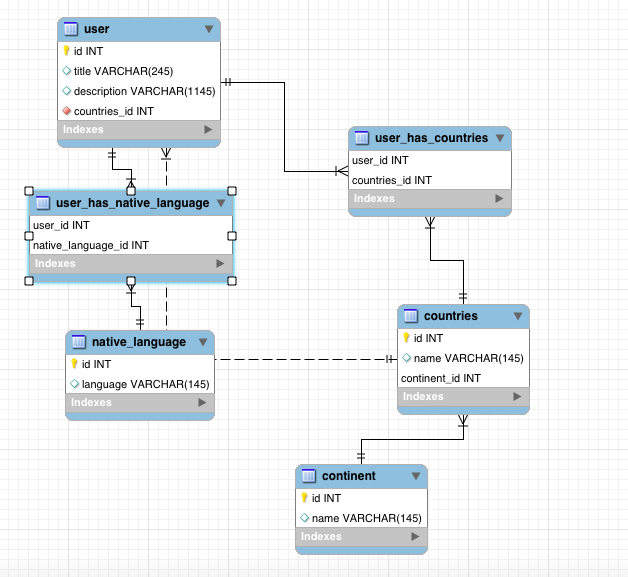 user
id INT
title VARCHAR(245)
description VARCHAR(1145)
countries_id INT
Indexes
user_has_countries
user_id INT
countries_id INT
Indexes
user_has_native_language
user_id INT
native_language_id INT
Indexes
native_language
id INT
language VARCHAR(145)
Indexes
countries
id INT
name VARCHAR(145)
continent_id INT
Indexes
continent
id INT
name VARCHAR(145)
Indexes